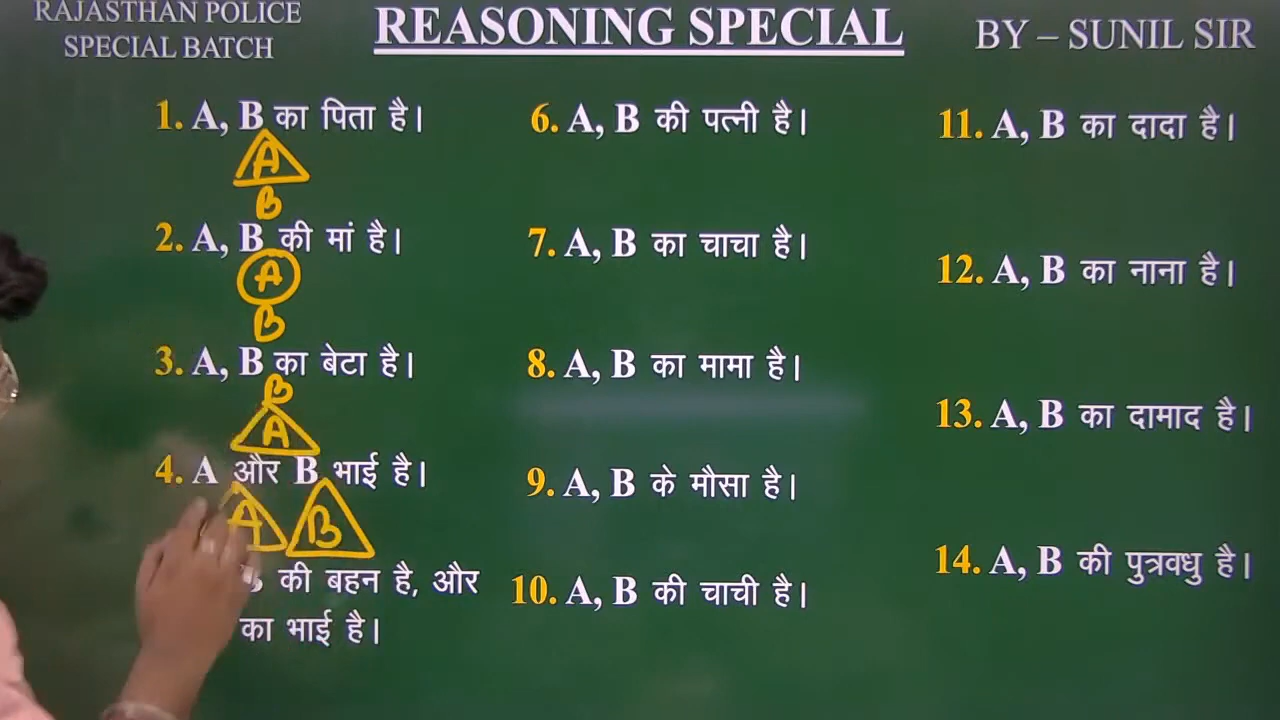 RAJASTHAN POLICE
SPECIAL BATCH
REASONING SPECIAL
BY – SUNIL SIR
1. A, B का पिता है।
A
B
2. A, B की मां है।
A
B
3. A, B का बेटा है।
B
A
4. A और B भाई है।
A B
की बहन है, और
का भाई है।
6. A, B की पत्नी है।
7. A, B का चाचा है।
8. A, B का मामा है।
9. A, B के मौसा है।
10. A, B की चाची है।
11. A, B का दादा है।
12. A, B का नाना है।
13. A, B का दामाद है।
14. A, B की पुत्रवधु है।